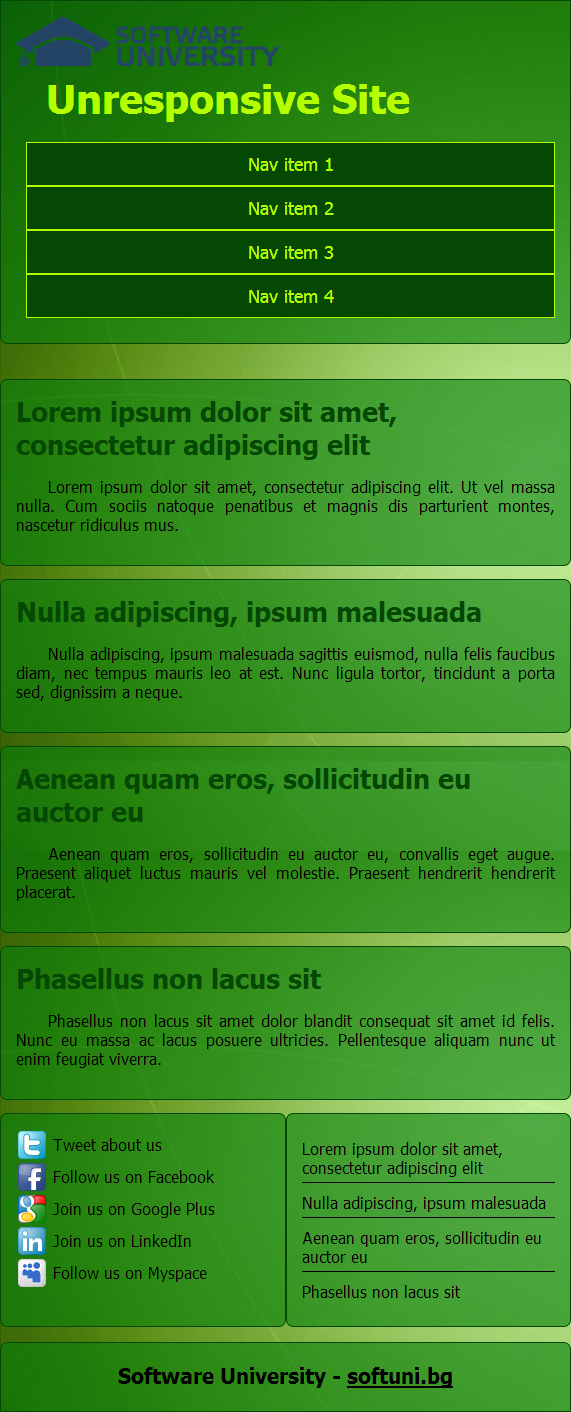 SOFTWARE
UNIVERSITY
Unresponsive Site
Nav item 1
Nav item 2
Nav item 3
Nav item 4
Lorem ipsum dolor sit amet,
consectetur adipiscing elit
Lorem ipsum dolor sit amet, consectetur adipiscing elit. Ut vel massa
nulla. Cum sociis natoque penatibus et magnis dis parturient montes,
nascetur ridiculus mus.
Nulla adipiscing, ipsum malesuada
Nulla adipiscing, ipsum malesuada sagittis euismod, nulla felis faucibus
diam, nec tempus mauris leo at est. Nunc ligula tortor, tincidunt a porta
sed, dignissim a neque.
Aenean quam eros, sollicitudin eu
auctor eu
Aenean quam eros, sollicitudin eu auctor eu, convallis eget augue.
Praesent aliquet luctus mauris vel molestie. Praesent hendrerit hendrerit
placerat.
Phasellus non lacus sit
Phasellus non lacus sit amet dolor blandit consequat sit amet id felis.
Nunc eu massa ac lacus posuere ultricies. Pellentesque aliquam nunc ut
enim feugiat viverra.
Tweet about us
Follow us on Facebook
Join us on Google Plus
Join us on LinkedIn
Follow us on Myspace
Lorem ipsum dolor sit amet,
consectetur adipiscing elit
Nulla adipiscing, ipsum malesuada
Aenean quam eros, sollicitudin eu
auctor eu
Phasellus non lacus sit
Software University - softuni.bg